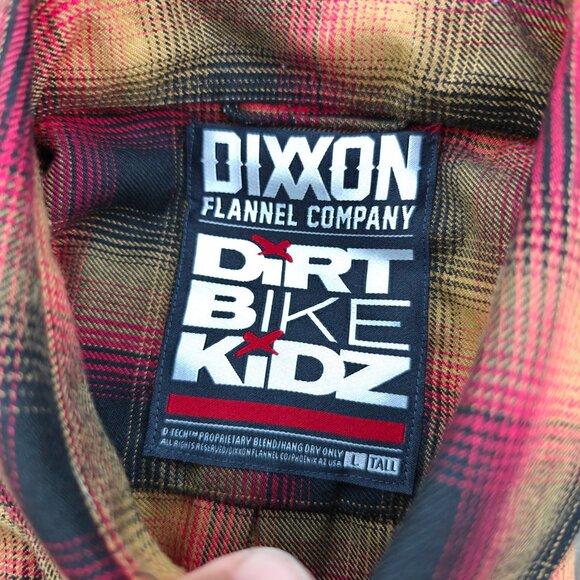 DIXXON
FLANNEL COMPANY
DiRT
BIKE
KiDZ
D-TECH™ PROPRIETARY BLEND/HANG DRY ONLY
ALL RIGHTS RESERVED/DIXXON FLANNEL CO/PHOENIX AZ USA L TALL